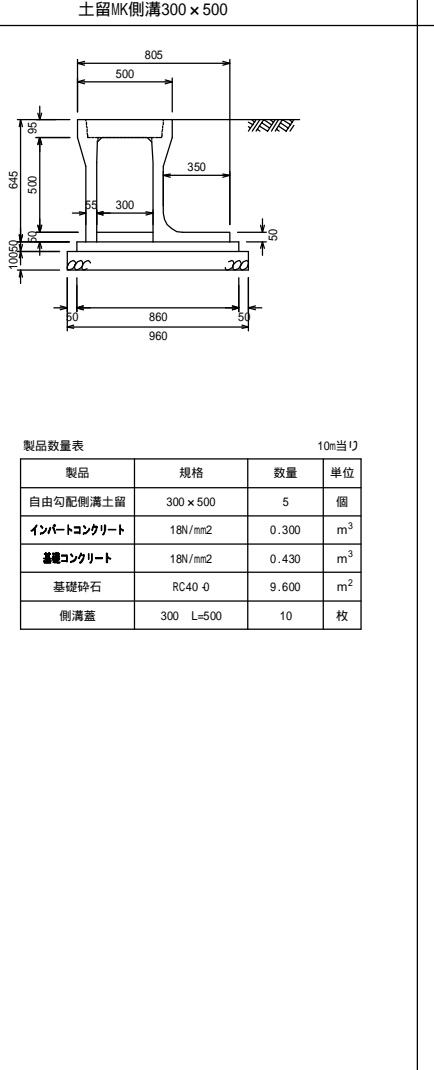 土留MK側溝300×500
805
500
95
645
500
350
55
300
50
50
50
100
50
860
50
960
製品数量表 10m当り
製品 規格 数量 単位
自由勾配側溝土留 300×500 5 個
インバートコンクリート 18N/mm2 0.300 m³
基礎コンクリート 18N/mm2 0.430 m³
基礎砕石 RC40-0 9.600 m²
側溝蓋 300 L=500 10 枚